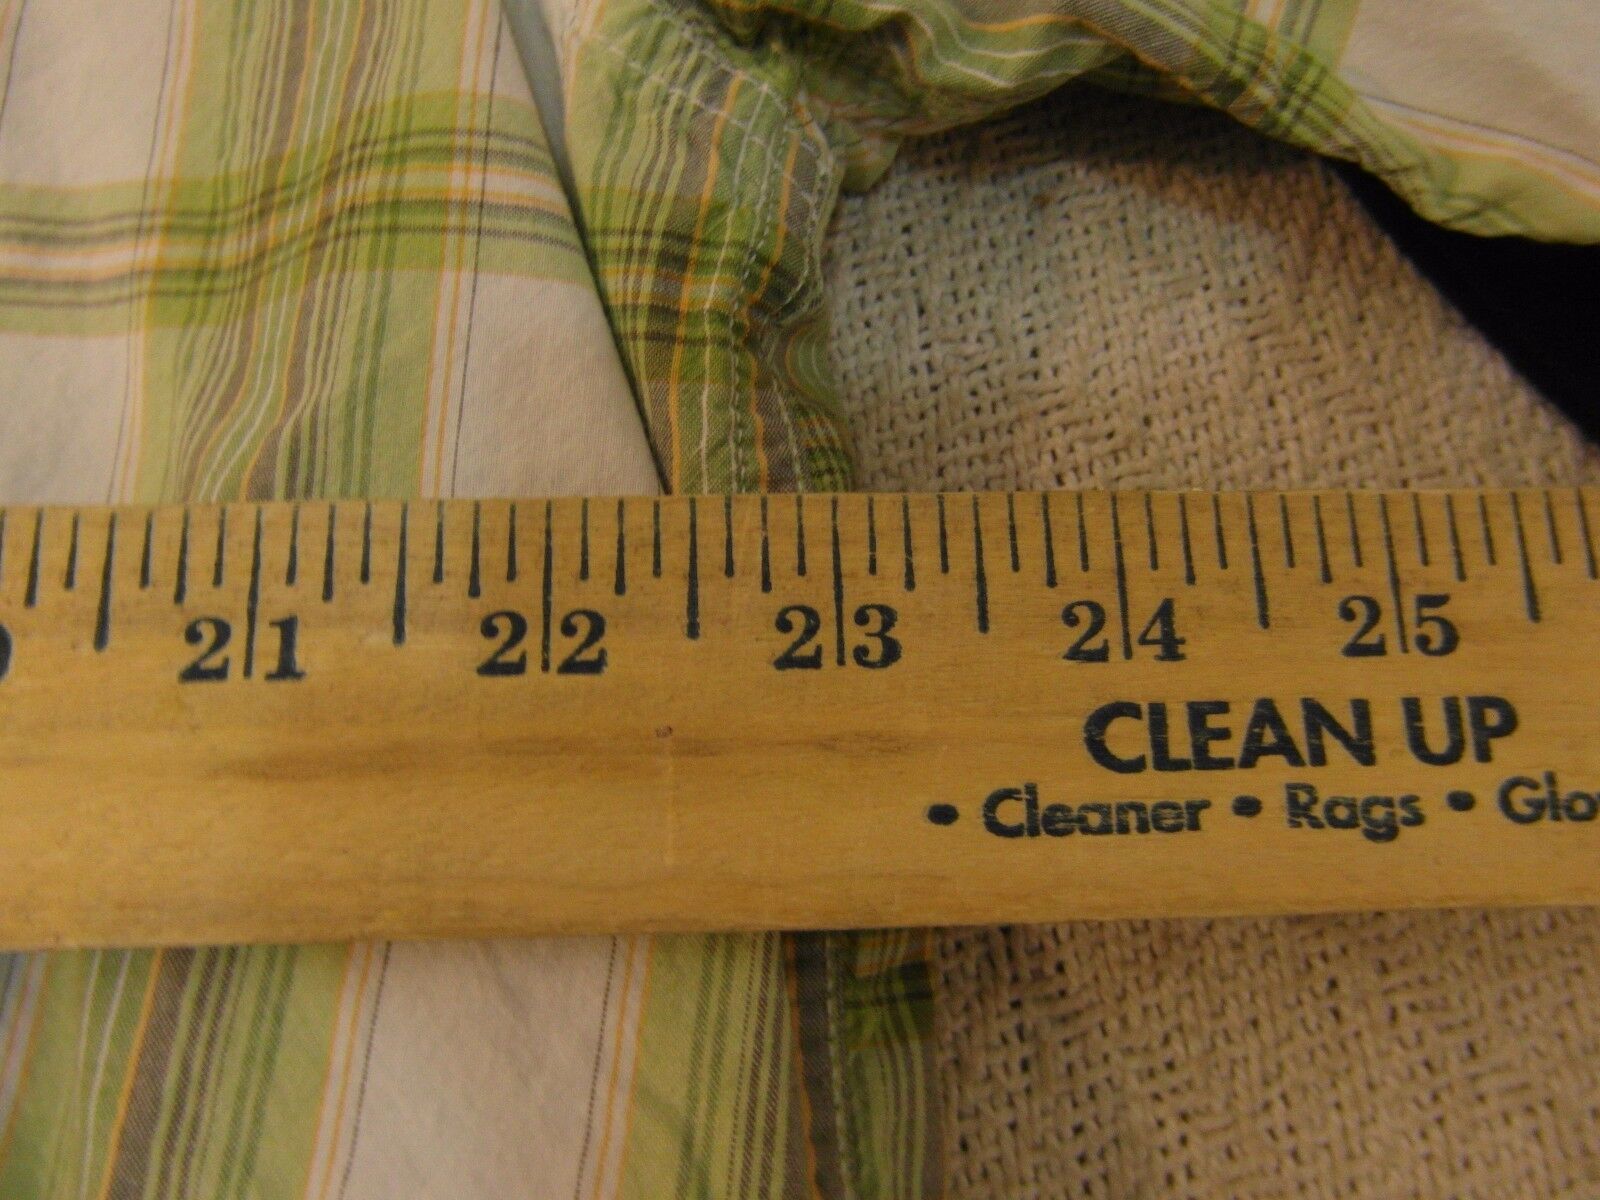 21 22 23 24 25
CLEAN UP
• Cleaner • Rags •